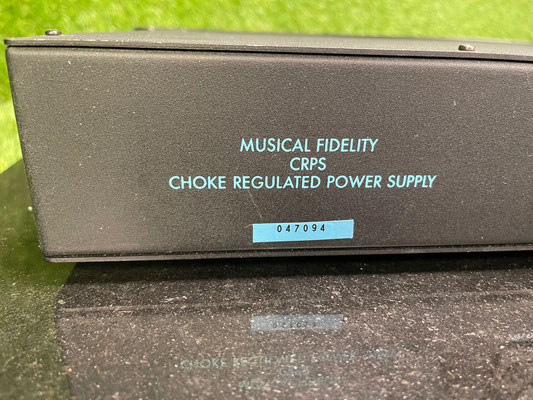 MUSICAL FIDELITY
CRPS
CHOKE REGULATED POWER SUPPLY
047094